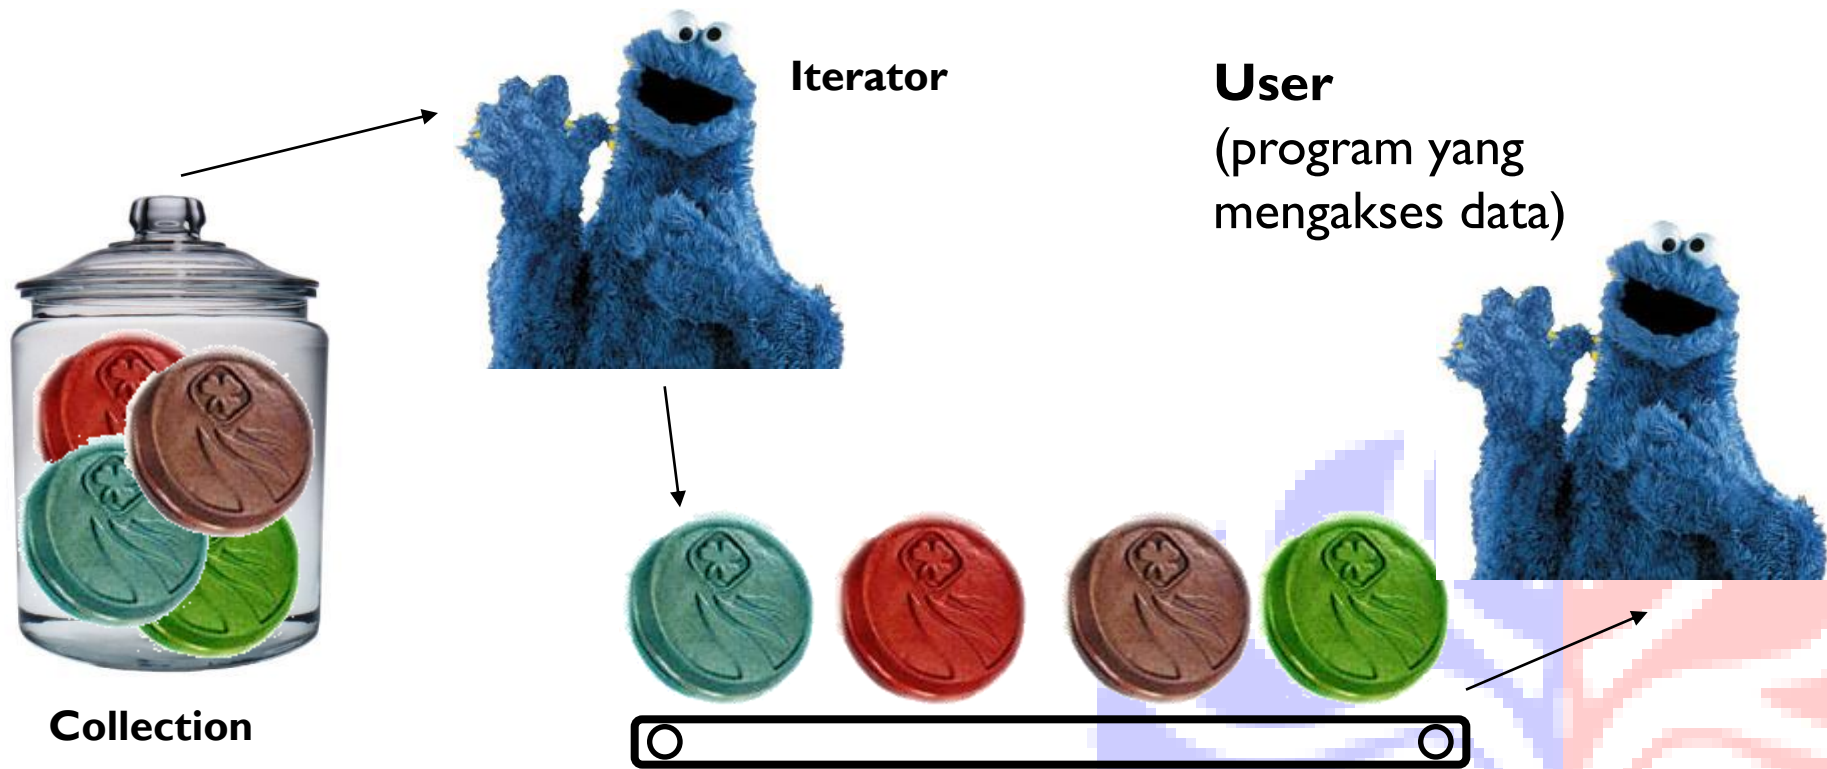 Iterator
User
(program yang
mengakses data)
Collection